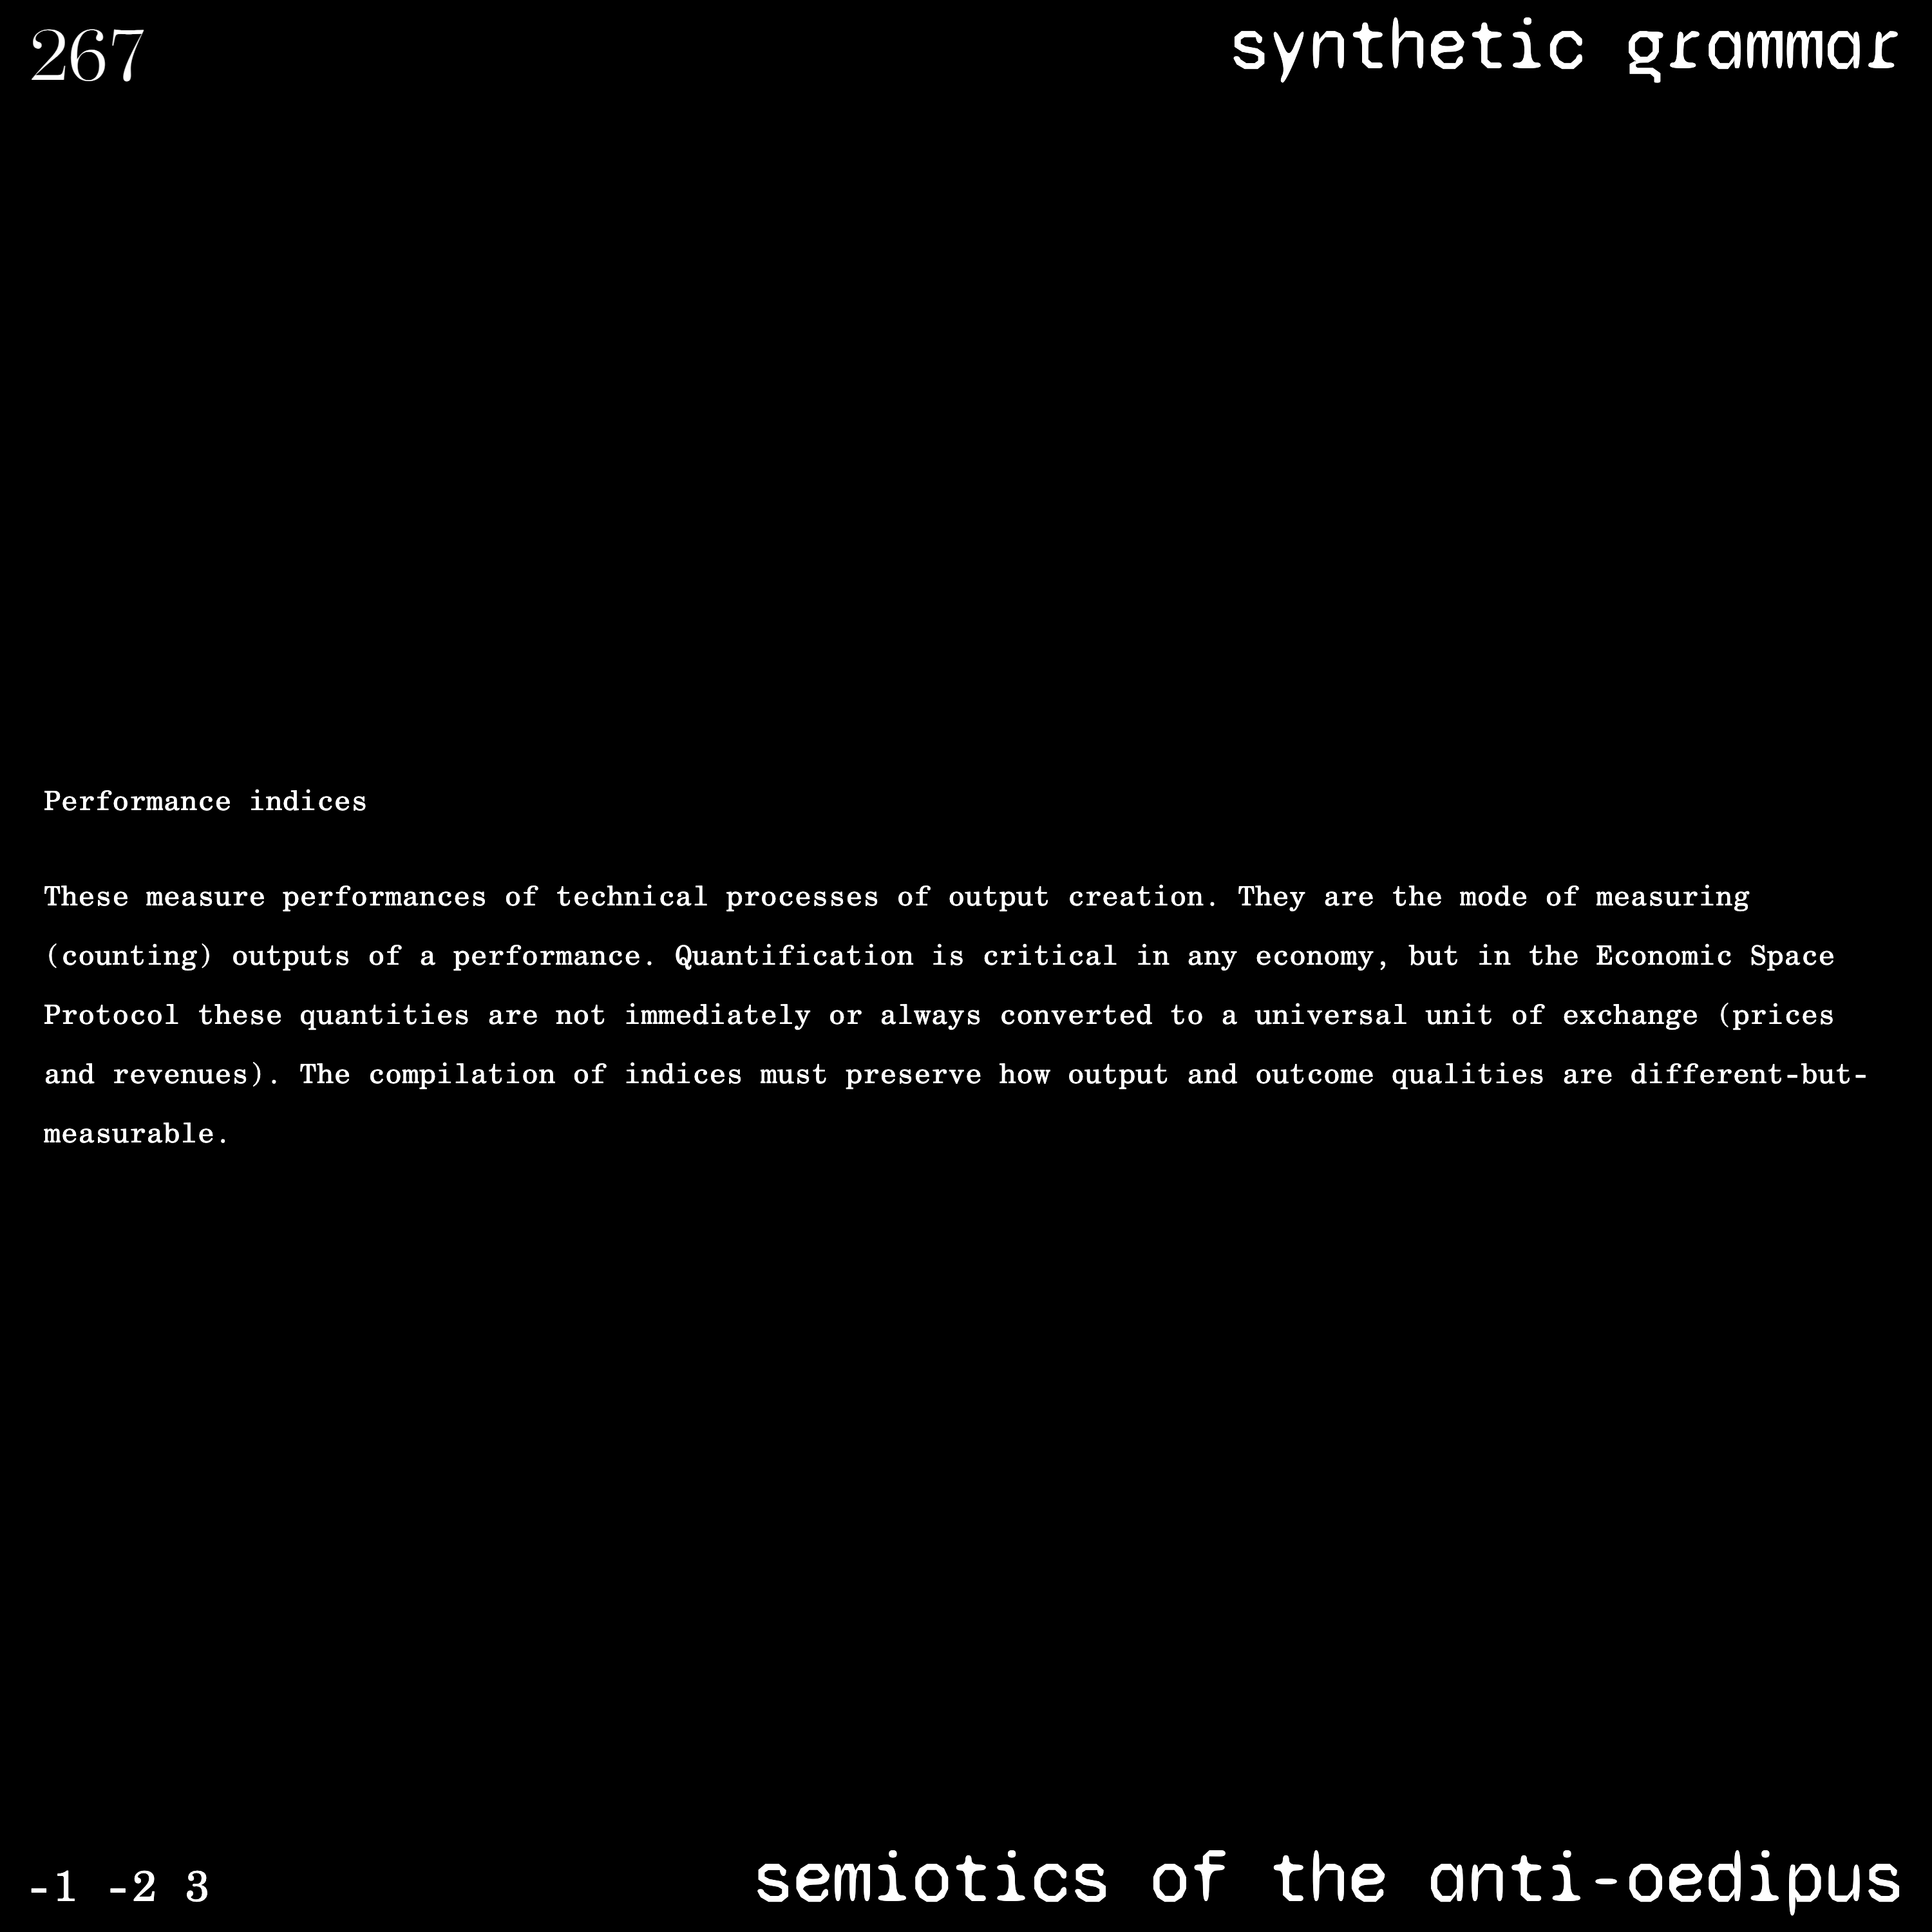 267
synthetic grammar
Performance indices
These measure performances of technical processes of output creation. They are the mode of measuring
(counting) outputs of a performance. Quantification is critical in any economy, but in the Economic Space
Protocol these quantities are not immediately or always converted to a universal unit of exchange (prices
and revenues). The compilation of indices must preserve how output and outcome qualities are different-but-
measurable.
-1 -2 3
semiotics of the anti-oedipus